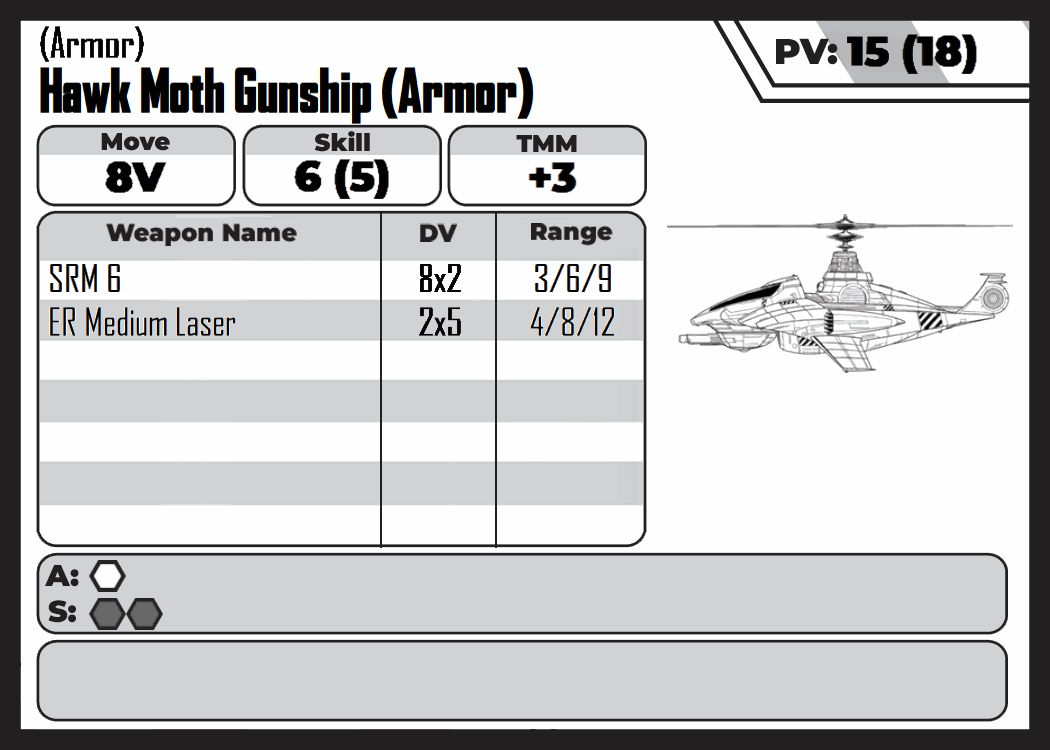 (Armor)
Hawk Moth Gunship (Armor)
PV: 15 (18)
Move Skill TMM
8V 6 (5) +3
Weapon Name DV Range
SRM 6 8x2 3/6/9
ER Medium Laser 2x5 4/8/12
A:
S: